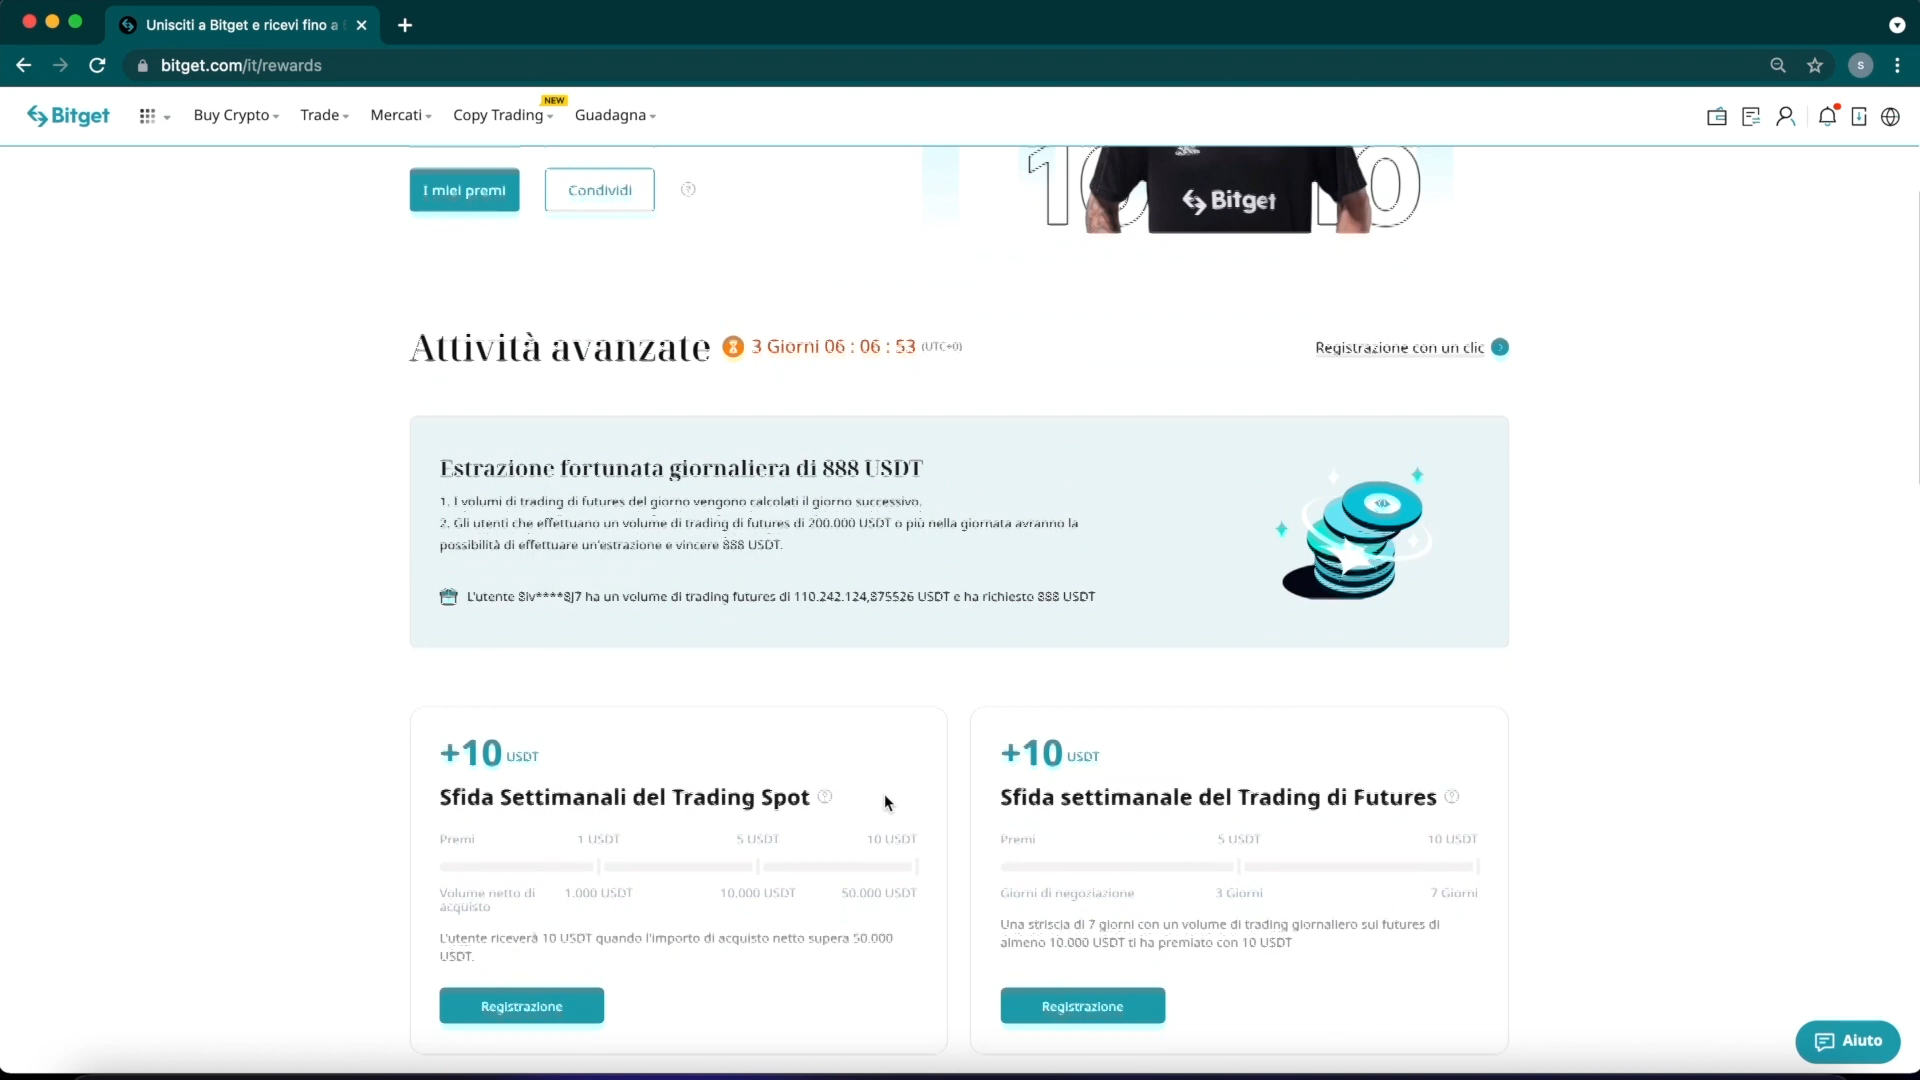 Unisciti a Bitget e ricevi fino a
bitget.com/it/rewards
S
Bitget
Buy Crypto
Trade
Mercati
Copy Trading
NEW
Guadagna
I miei premi
Condividi
Bitget
Attività avanzate
3 Giorni 06 : 06 : 53 (UTC+0)
Registrazione con un clic
Estrazione fortunata giornaliera di 888 USDT
1. I volumi di trading di futures del giorno vengono calcolati il giorno successivo.
2. Gli utenti che effettuano un volume di trading di futures di 200.000 USDT o più nella giornata avranno la
possibilità di effettuare un'estrazione e vincere 888 USDT.
L'utente 8lv****8J7 ha un volume di trading futures di 110.242.124,875526 USDT e ha richiesto 888 USDT
+10 USDT
Sfida Settimanali del Trading Spot
Premi 1 USDT 5 USDT 10 USDT
Volume netto di acquisto 1.000 USDT 10.000 USDT 50.000 USDT
L'utente riceverà 10 USDT quando l'importo di acquisto netto supera 50.000
USDT.
Registrazione
+10 USDT
Sfida settimanale del Trading di Futures
Premi 5 USDT 10 USDT
Giorni di negoziazione 3 Giorni 7 Giorni
Una striscia di 7 giorni con un volume di trading giornaliero sui futures di
almeno 10.000 USDT ti ha premiato con 10 USDT
Registrazione
Aiuto